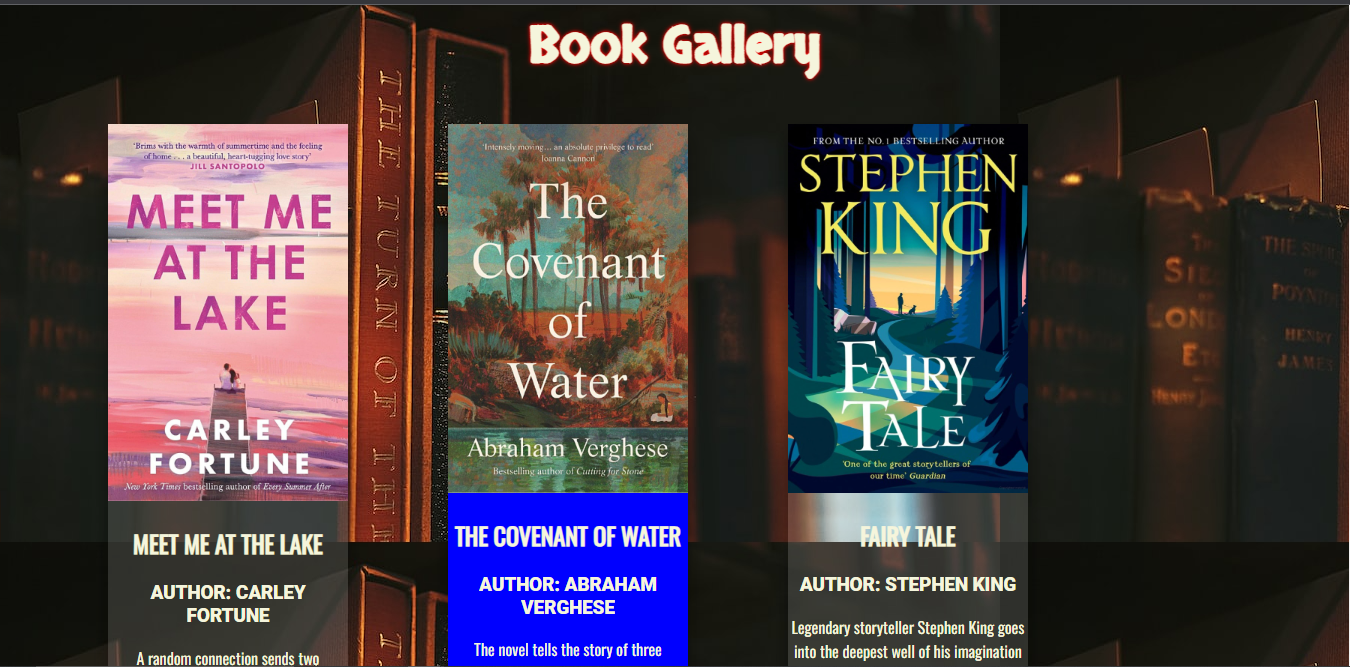 Book Gallery
'Brims with the warmth of summertime and the feeling
of home . . . a beautiful, heart-tugging love story'
JILL SANTOPOLO
MEET ME
AT THE
LAKE
CARLEY
FORTUNE
New York Times bestselling author of Every Summer After
MEET ME AT THE LAKE
AUTHOR: CARLEY
FORTUNE
A random connection sends two
'Intensely moving... an absolute privilege to read'
Joanna Cannon
The
Covenant
of
Water
Abraham Verghese
Bestselling author of Cutting for Stone
THE COVENANT OF WATER
AUTHOR: ABRAHAM
VERGHESE
The novel tells the story of three
FROM THE NO. 1 BESTSELLING AUTHOR
STEPHEN
KING
FAIRY
TALE
'One of the great storytellers of
our time' Guardian
FAIRY TALE
AUTHOR: STEPHEN KING
Legendary storyteller Stephen King goes
into the deepest well of his imagination
THE TURN OF THE
THE
HENRY
JAMES